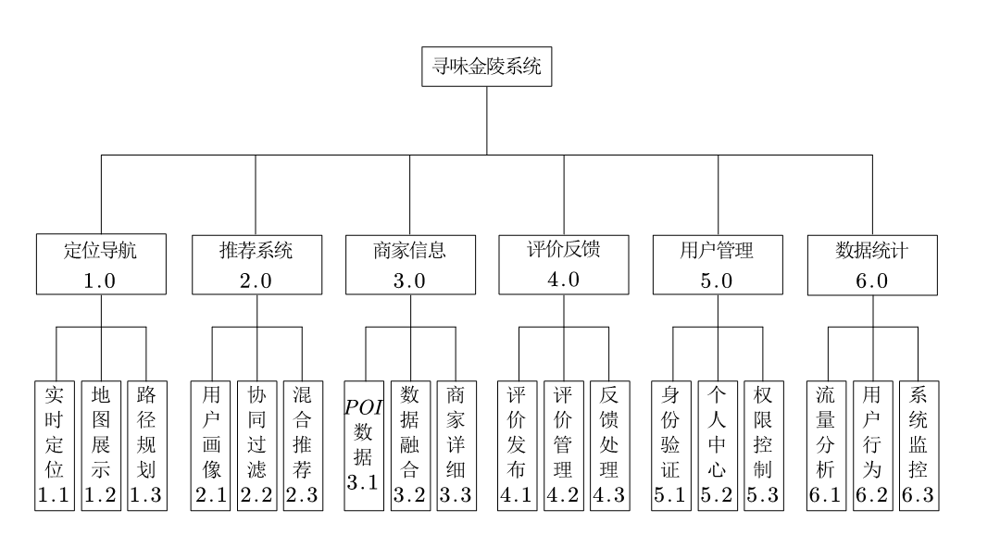 寻味金陵系统
定位导航
1.0
推荐系统
2.0
商家信息
3.0
评价反馈
4.0
用户管理
5.0
数据统计
6.0
实时定位
1.1
地图展示
1.2
路径规划
1.3
用户画像
2.1
协同过滤
2.2
混合推荐
2.3
POI
数据
3.1
数据融合
3.2
商家详细
3.3
评价发布
4.1
评价管理
4.2
反馈处理
4.3
身份验证
5.1
个人中心
5.2
权限控制
5.3
流量分析
6.1
用户行为
6.2
系统监控
6.3